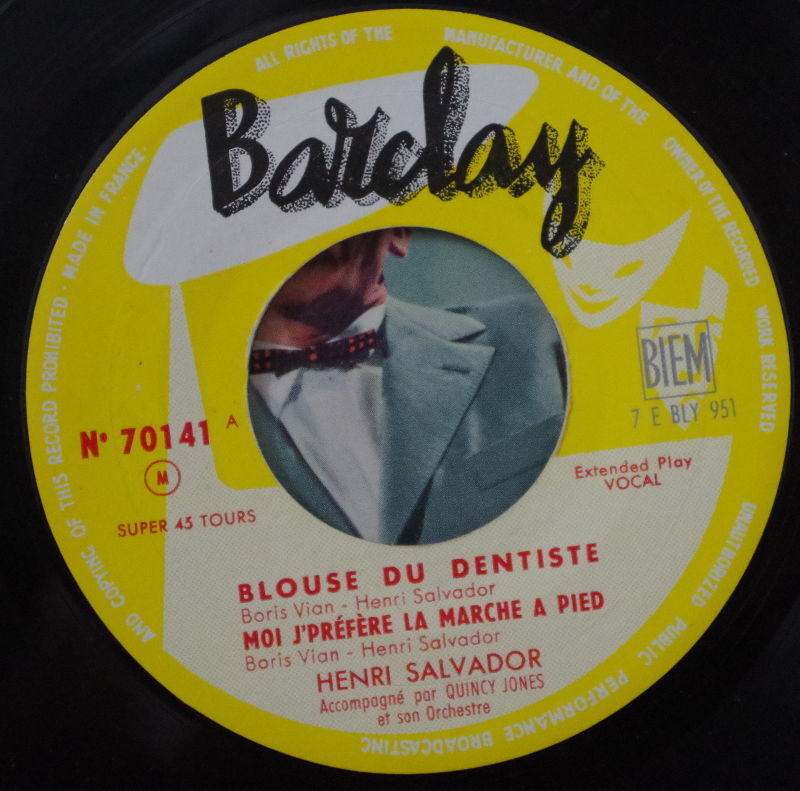 Barclay
ALL RIGHTS OF THE MANUFACTURER AND OF THE OWNER OF THE RECORDED WORK RESERVED
UNAUTHORIZED PUBLIC PERFORMANCE BROADCASTING
AND COPYING OF THIS RECORD PROHIBITED · MADE IN FRANCE ·
BIEM
7 E BLY 951
N° 70141 A
M
SUPER 45 TOURS
Extended Play
VOCAL
BLOUSE DU DENTISTE
Boris Vian - Henri Salvador
MOI J'PRÉFÈRE LA MARCHE A PIED
Boris Vian - Henri Salvador
HENRI SALVADOR
Accompagné par QUINCY JONES
et son Orchestre